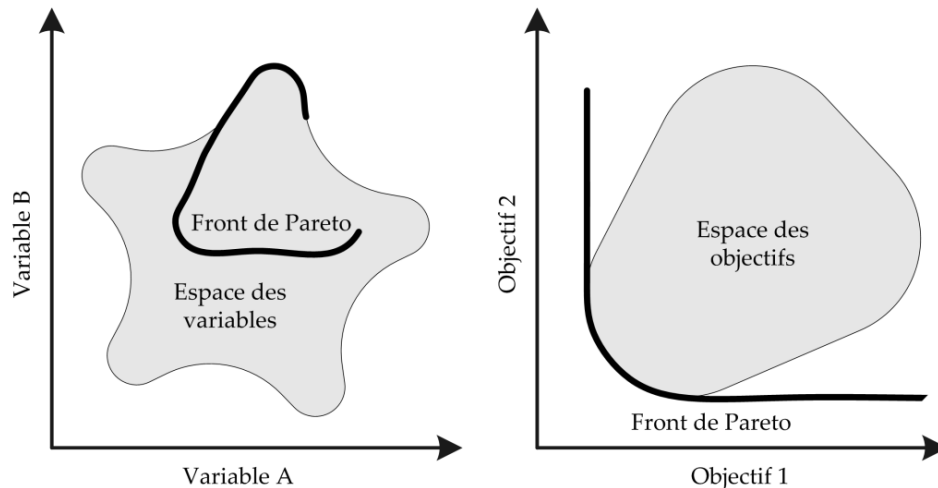 Variable B
Front de Pareto
Espace des
variables
Variable A
Objectif 2
Espace des
objectifs
Front de Pareto
Objectif 1